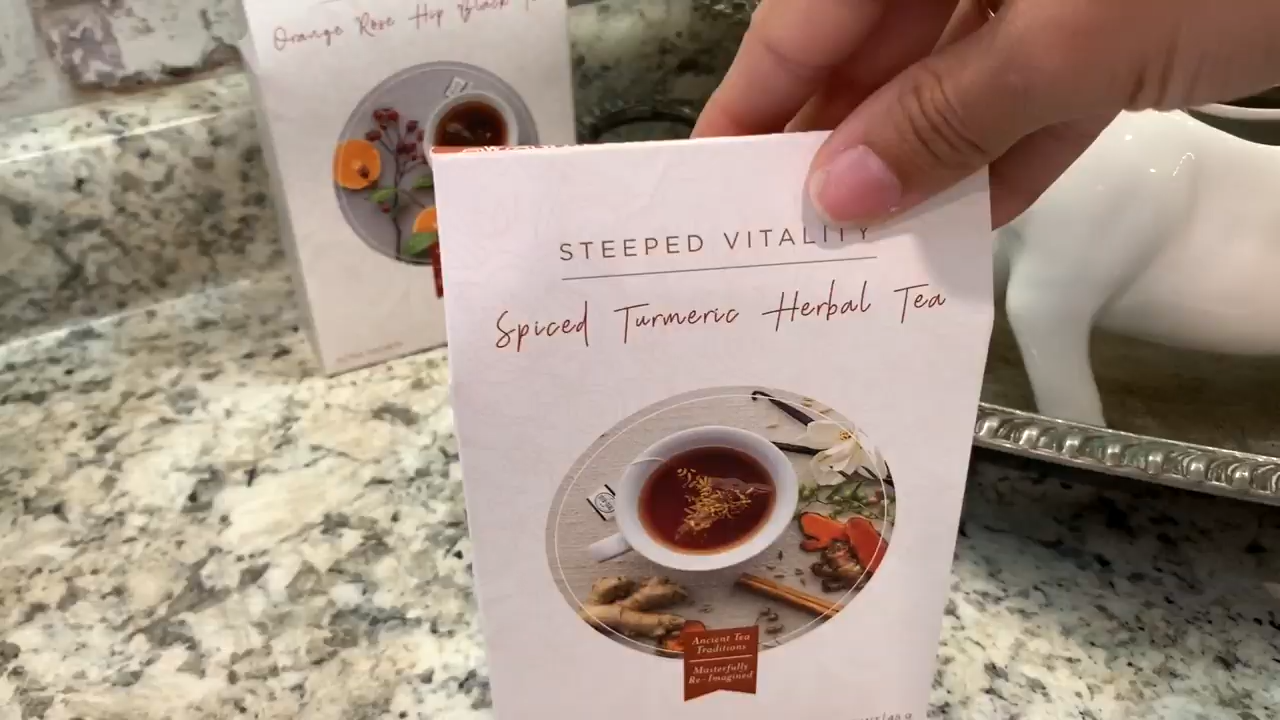 Orange Rose Hip Black
STEEPED VITALITY
Spiced Turmeric Herbal Tea
Ancient Tea
Traditions
Masterfully
Re-Imagined